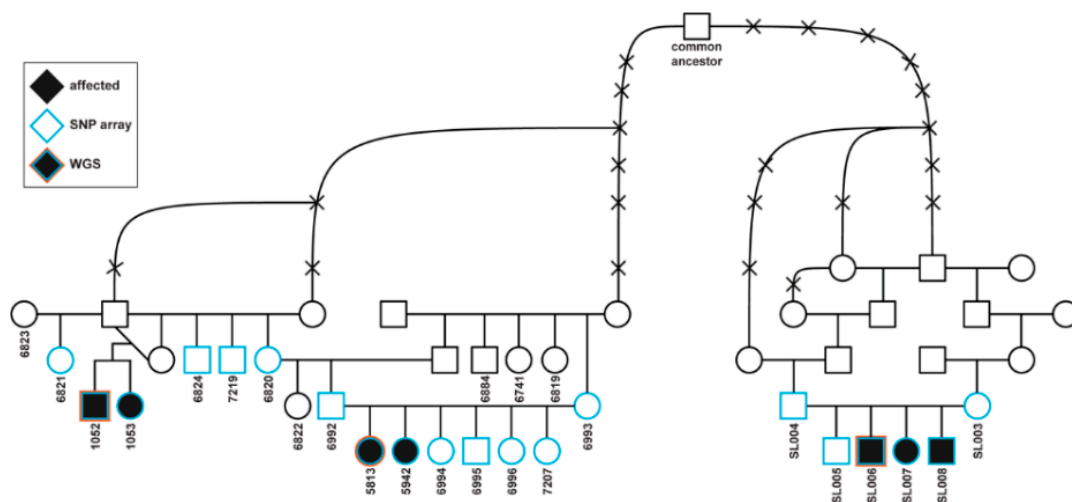 common
ancestor
affected
SNP array
WGS
6823
6821
1052
1053
6824
7219
6820
6822
6992
6884
6741
6819
5813
5942
6994
6995
6996
7207
6993
SL004
SL005
SL006
SL007
SL008
SL003